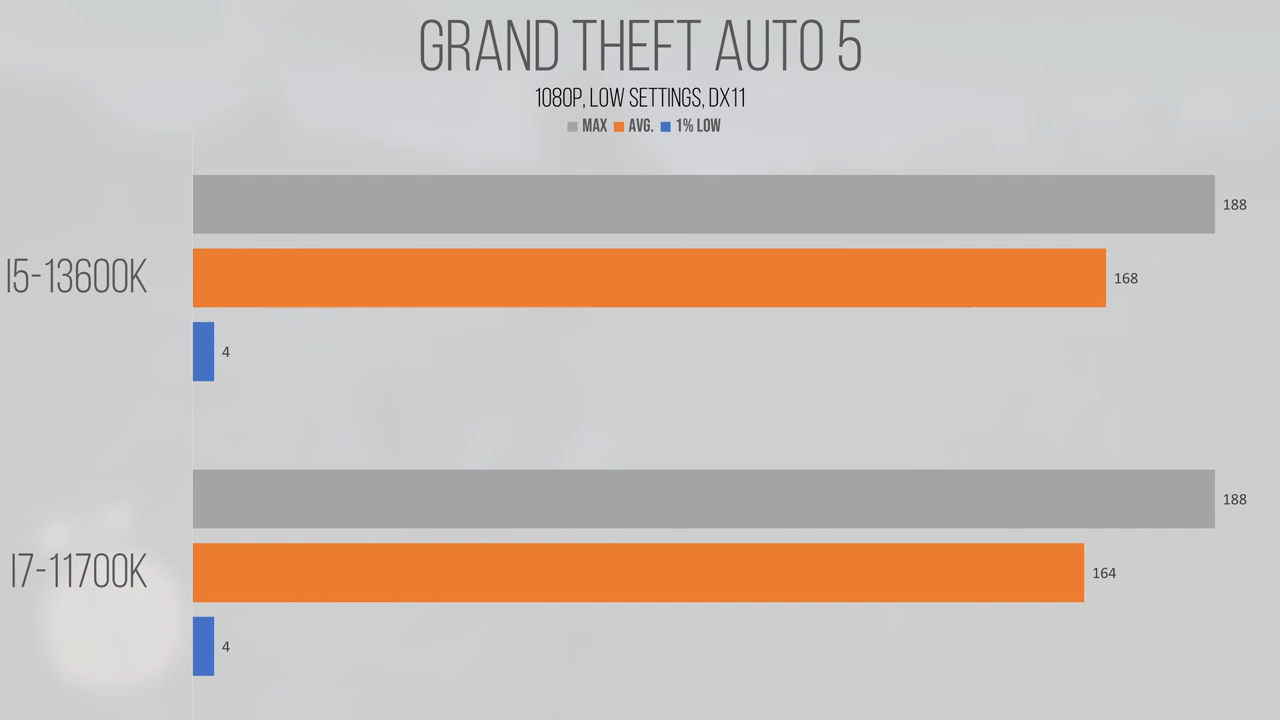 GRAND THEFT AUTO 5
1080P, LOW SETTINGS, DX11
MAX AVG. 1% LOW
188
I5-13600K
168
4
188
I7-11700K
164
4